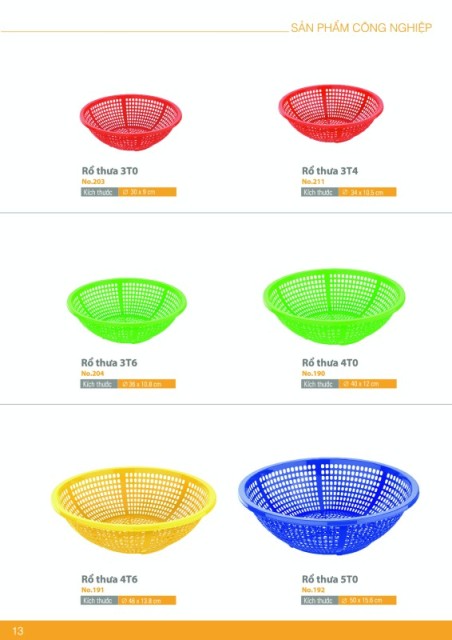 SẢN PHẨM CÔNG NGHIỆP
Rổ thưa 3T0
No.203
Kích thước Ø 30 x 9 cm
Rổ thưa 3T4
No.211
Kích thước Ø 34 x 10.5 cm
Rổ thưa 3T6
No.204
Kích thước Ø 36 x 10.8 cm
Rổ thưa 4T0
No.190
Kích thước Ø 40 x 12 cm
Rổ thưa 4T6
No.191
Kích thước Ø 46 x 13.8 cm
Rổ thưa 5T0
No.192
Kích thước Ø 50 x 15.6 cm
13